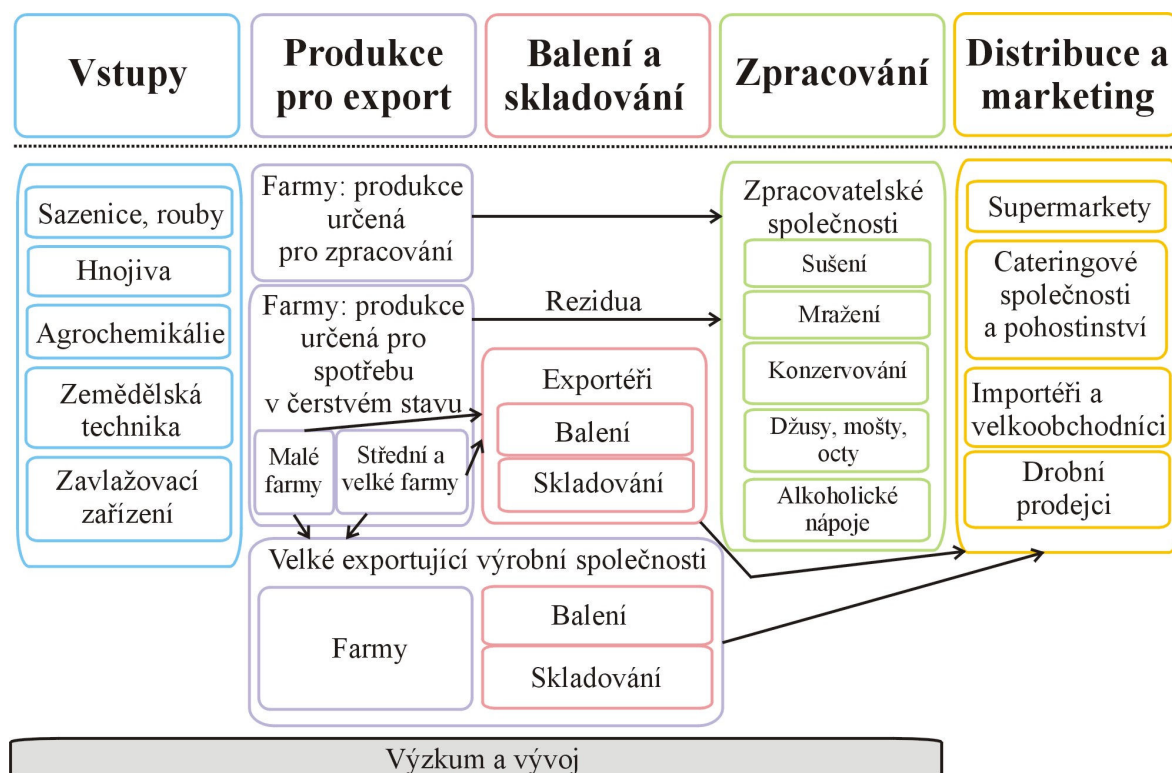 Vstupy
Produkce
pro export
Balení a
skladování
Zpracování
Distribuce a
marketing
Sazenice, rouby
Hnojiva
Agrochemikálie
Zemědělská
technika
Zavlažovací
zařízení
Farmy: produkce
určená
pro zpracování
Farmy: produkce
určená pro
spotřebu
v čerstvém stavu
Malé
farmy
Střední a
velké farmy
Rezidua
Exportéři
Balení
Skladování
Velké exportující výrobní společnosti
Farmy
Balení
Skladování
Zpracovatelské
společnosti
Sušení
Mražení
Konzervování
Džusy, mošty,
octy
Alkoholické
nápoje
Supermarkety
Cateringové
společnosti
a pohostinství
Importéři a
velkoobchodníci
Drobní
prodejci
Výzkum a vývoj